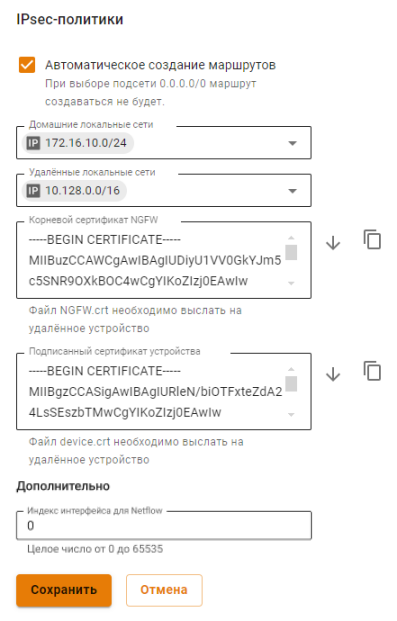 IPsec-политики
Автоматическое создание маршрутов
При выборе подсети 0.0.0.0/0 маршрут
создаваться не будет.
Домашние локальные сети
IP 172.16.10.0/24
Удалённые локальные сети
IP 10.128.0.0/16
Корневой сертификат NGFW
-----BEGIN CERTIFICATE-----
MIIBuzCCAWCgAwIBAgIUDiyU1VV0GkYJm5
c5SNR9OXkBOC4wCgYIKoZIzj0EAwIw
Файл NGFW.crt необходимо выслать на
удалённое устройство
Подписанный сертификат устройства
-----BEGIN CERTIFICATE-----
MIIBgzCCASigAwIBAgIURleN/biOTFxteZdA2
4LsSEszbTMwCgYIKoZIzj0EAwIw
Файл device.crt необходимо выслать на
удалённое устройство
Дополнительно
Индекс интерфейса для Netflow
0
Целое число от 0 до 65535
Сохранить Отмена